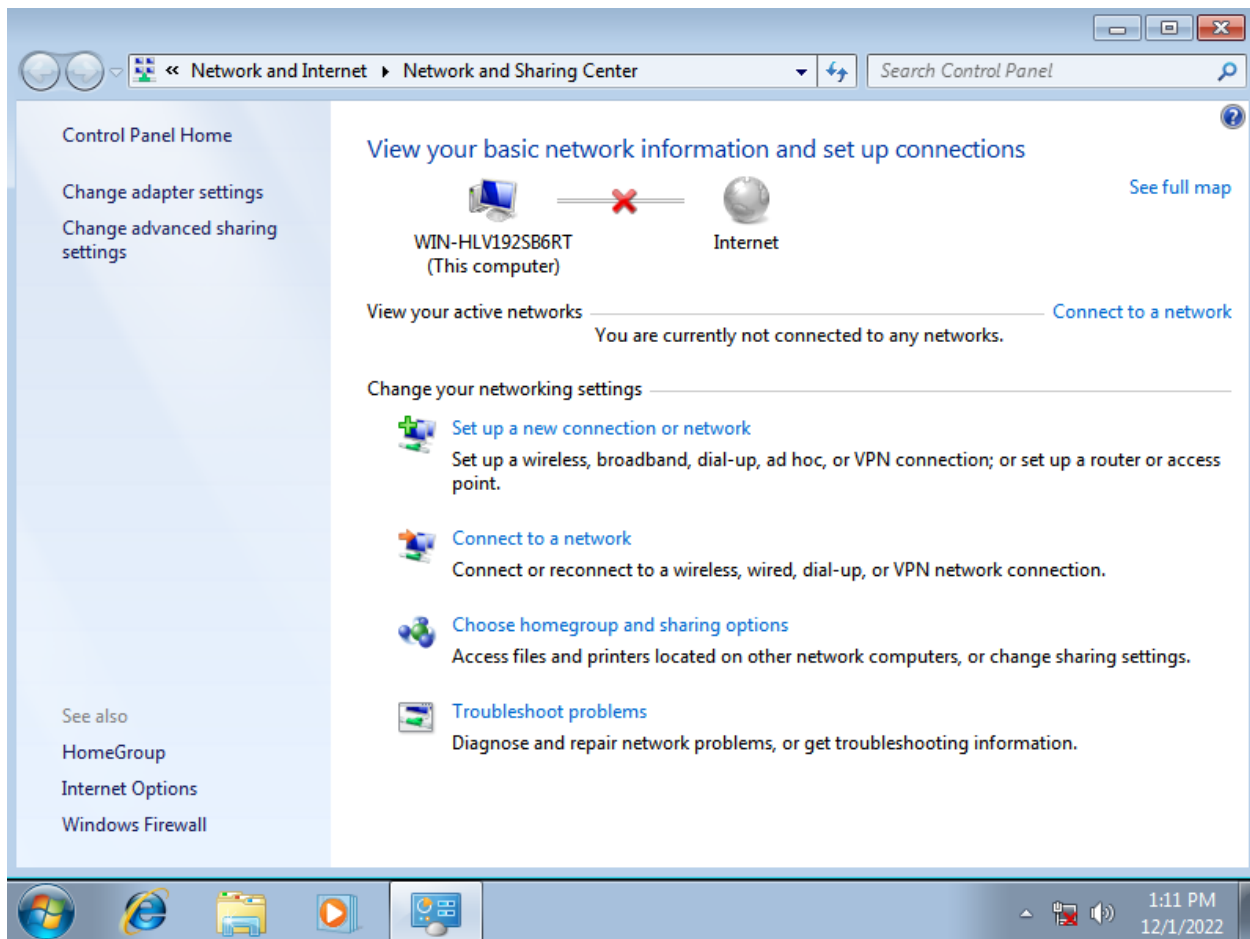 « Network and Internet ▸ Network and Sharing Center
Search Control Panel
Control Panel Home
Change adapter settings
Change advanced sharing
settings
See also
HomeGroup
Internet Options
Windows Firewall
View your basic network information and set up connections
See full map
WIN-HLV192SB6RT
(This computer)
Internet
View your active networks
Connect to a network
You are currently not connected to any networks.
Change your networking settings
Set up a new connection or network
Set up a wireless, broadband, dial-up, ad hoc, or VPN connection; or set up a router or access
point.
Connect to a network
Connect or reconnect to a wireless, wired, dial-up, or VPN network connection.
Choose homegroup and sharing options
Access files and printers located on other network computers, or change sharing settings.
Troubleshoot problems
Diagnose and repair network problems, or get troubleshooting information.
1:11 PM
12/1/2022